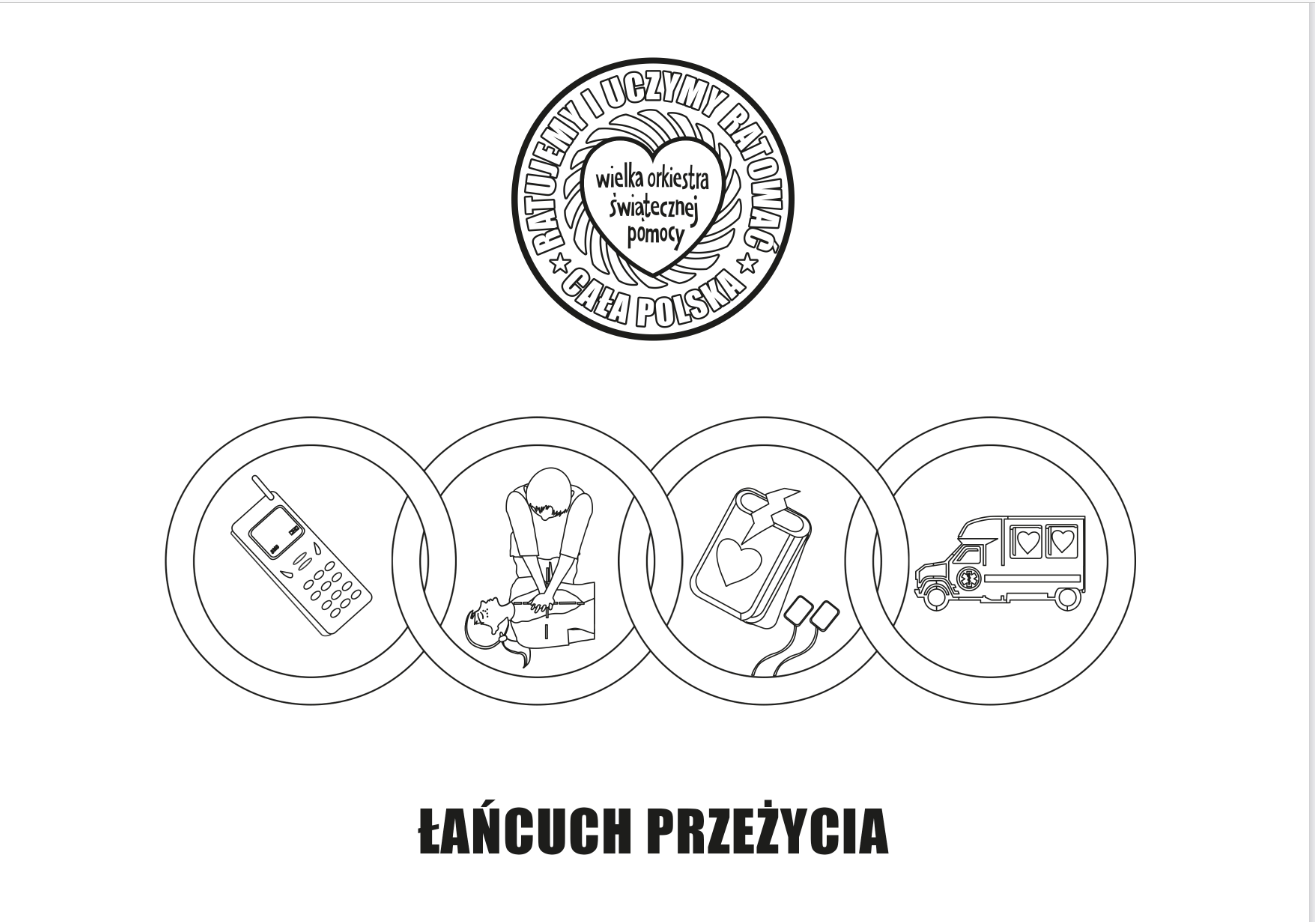 RATUJEMY I UCZYMY RATOWAĆ
wielka orkiestra
świątecznej
pomocy
CAŁA POLSKA
ŁAŃCUCH PRZEŻYCIA